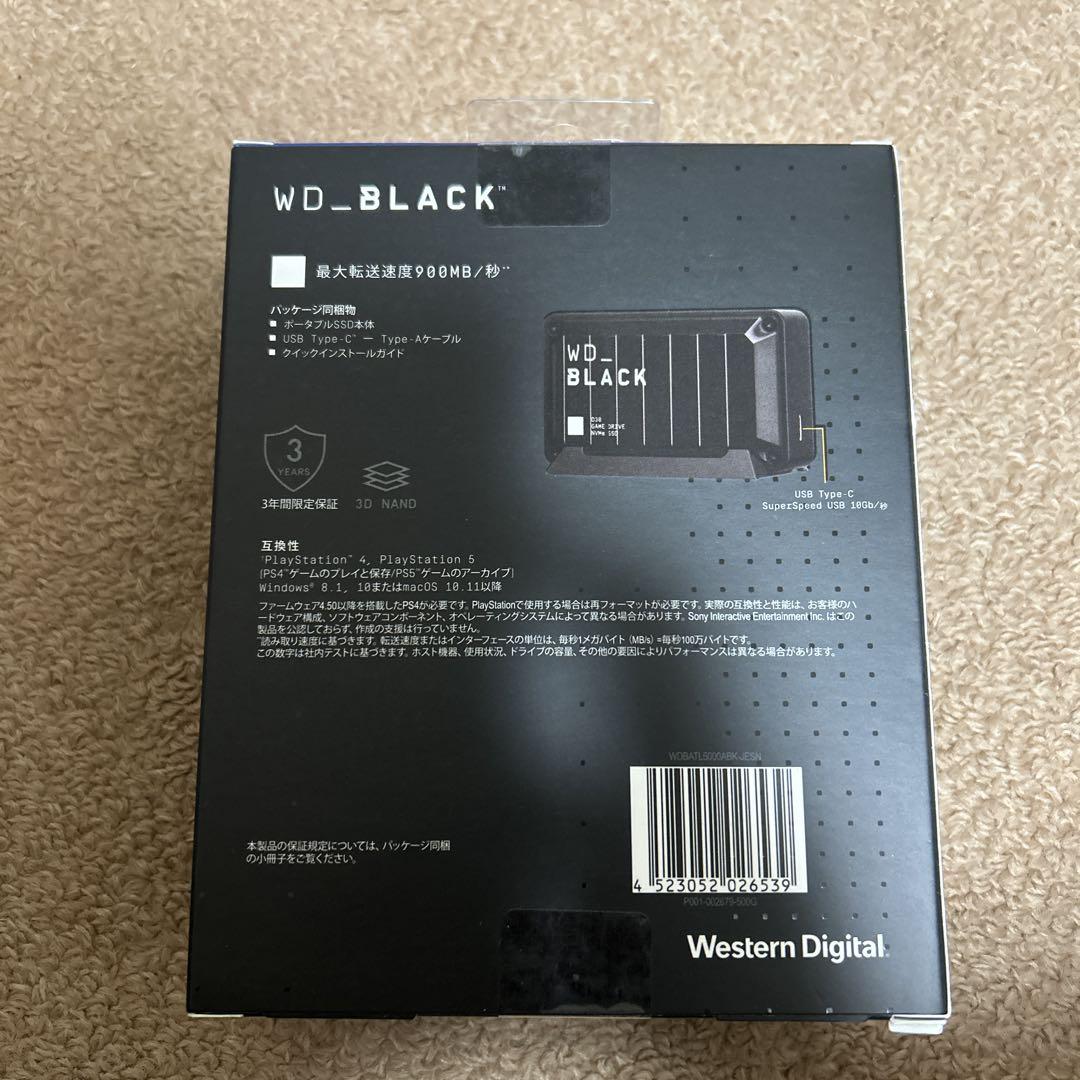 WD_BLACK™
最大転送速度900MB/秒**
パッケージ同梱物
■ ポータブルSSD本体
■ USB Type-C™ ー Type-Aケーブル
■ クイックインストールガイド
WD_
BLACK
D30
GAME DRIVE
NVMe SSD
USB Type-C
SuperSpeed USB 10Gb/秒
3
YEARS
3年間限定保証
3D NAND
互換性
†PlayStation™ 4, PlayStation 5
(PS4™ゲームのプレイと保存/PS5™ゲームのアーカイブ)
Windows® 8.1, 10またはmacOS 10.11以降
ファームウェア4.50以降を搭載したPS4が必要です。PlayStationで使用する場合は再フォーマットが必要です。実際の互換性と性能は、お客様のハ
ードウェア構成、ソフトウェアコンポーネント、オペレーティングシステムによって異なる場合があります。Sony Interactive Entertainment Inc. はこの
製品を公認しておらず、作成の支援は行っていません。
**読み取り速度に基づきます。転送速度またはインターフェースの単位は、毎秒1メガバイト (MB/s) =毎秒100万バイトです。
この数字は社内テストに基づきます。ホスト機器、使用状況、ドライブの容量、その他の要因によりパフォーマンスは異なる場合があります。
WDBATL5000ABK-JESN
4 523052 026539
P001-002679-500G
本製品の保証規定については、パッケージ同梱
の小冊子をご覧ください。
Western Digital.